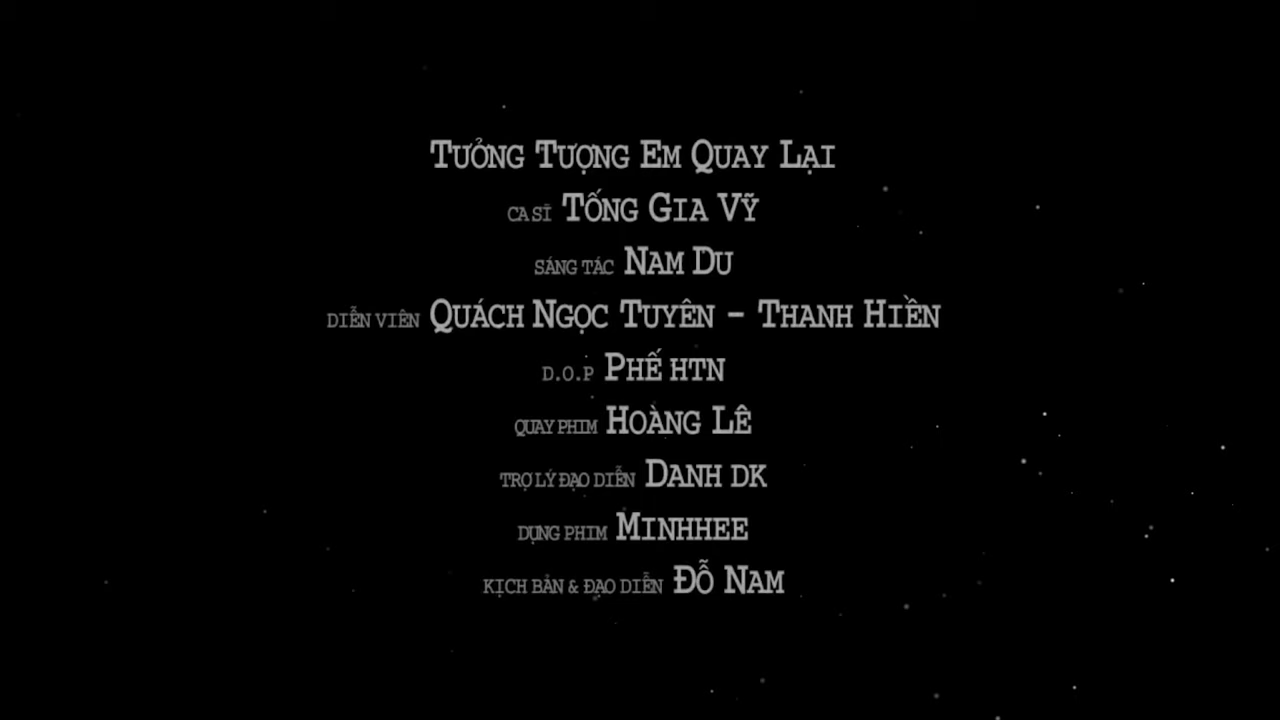 TƯỞNG TƯỢNG EM QUAY LẠI
CA SĨ TỐNG GIA VỸ
SÁNG TÁC NAM DU
DIỄN VIÊN QUÁCH NGỌC TUYÊN - THANH HIỀN
D.O.P PHẾ HTN
QUAY PHIM HOÀNG LÊ
TRỢ LÝ ĐẠO DIỄN DANH DK
DỰNG PHIM MINHHEE
KỊCH BẢN & ĐẠO DIỄN ĐỖ NAM